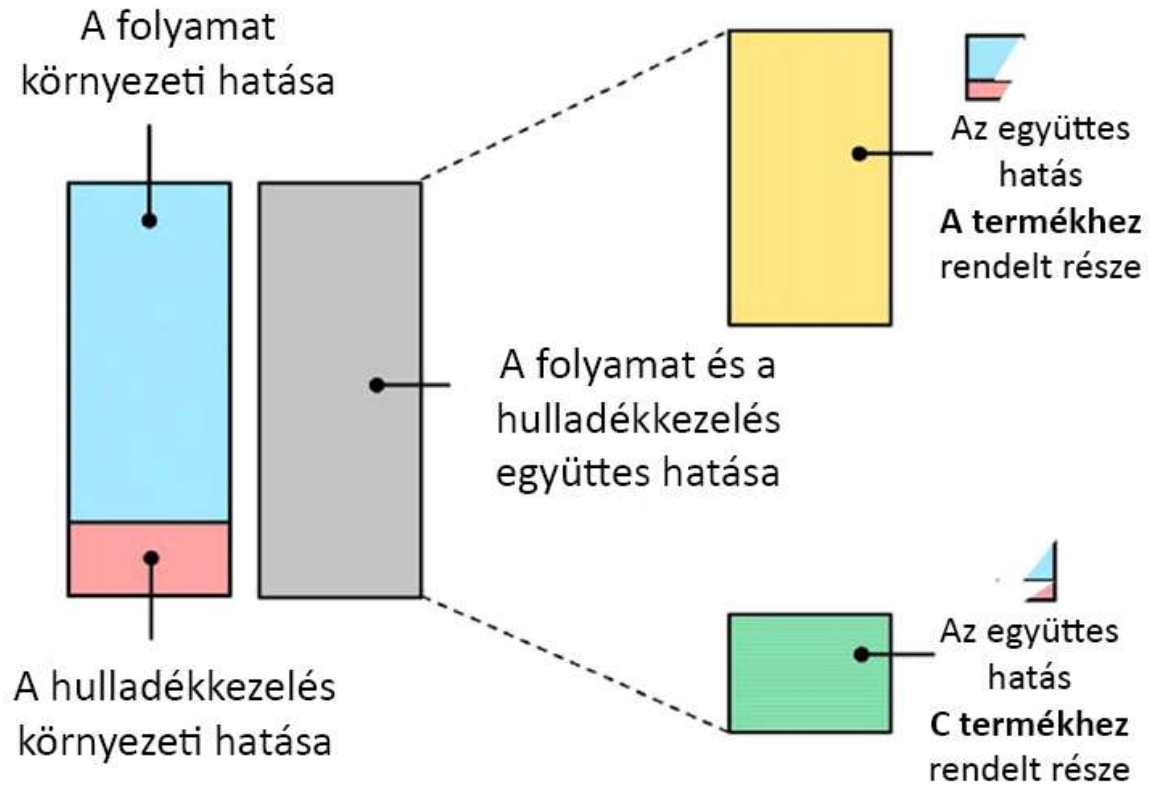 A folyamat
környezeti hatása
Az együttes
hatás
A termékhez
rendelt része
A folyamat és a
hulladékkezelés
együttes hatása
A hulladékkezelés
környezeti hatása
Az együttes
hatás
C termékhez
rendelt része